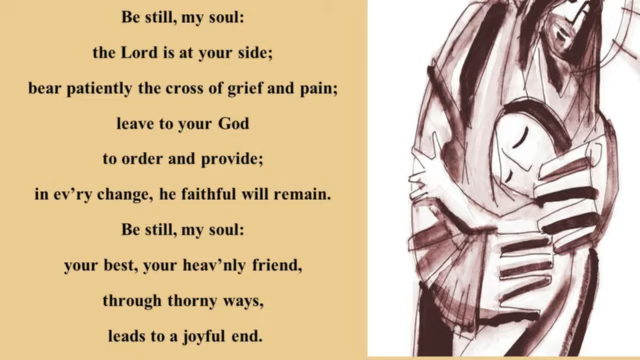 Be still, my soul:
the Lord is at your side;
bear patiently the cross of grief and pain;
leave to your God
to order and provide;
in ev’ry change, he faithful will remain.
Be still, my soul:
your best, your heav’nly friend,
through thorny ways,
leads to a joyful end.